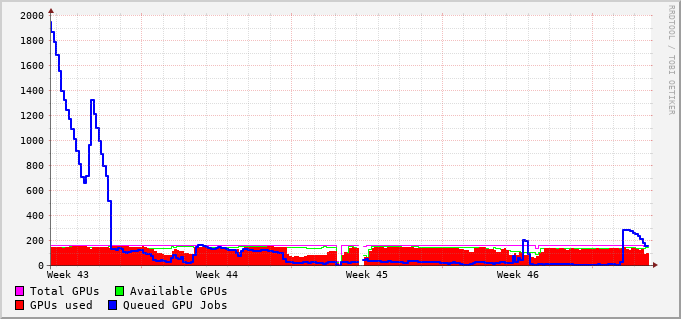 2000
1800
1600
1400
1200
1000
800
600
400
200
0
Week 43 Week 44 Week 45 Week 46
Total GPUs Available GPUs
GPUs used Queued GPU Jobs
RRDTOOL / TOBI OETIKER